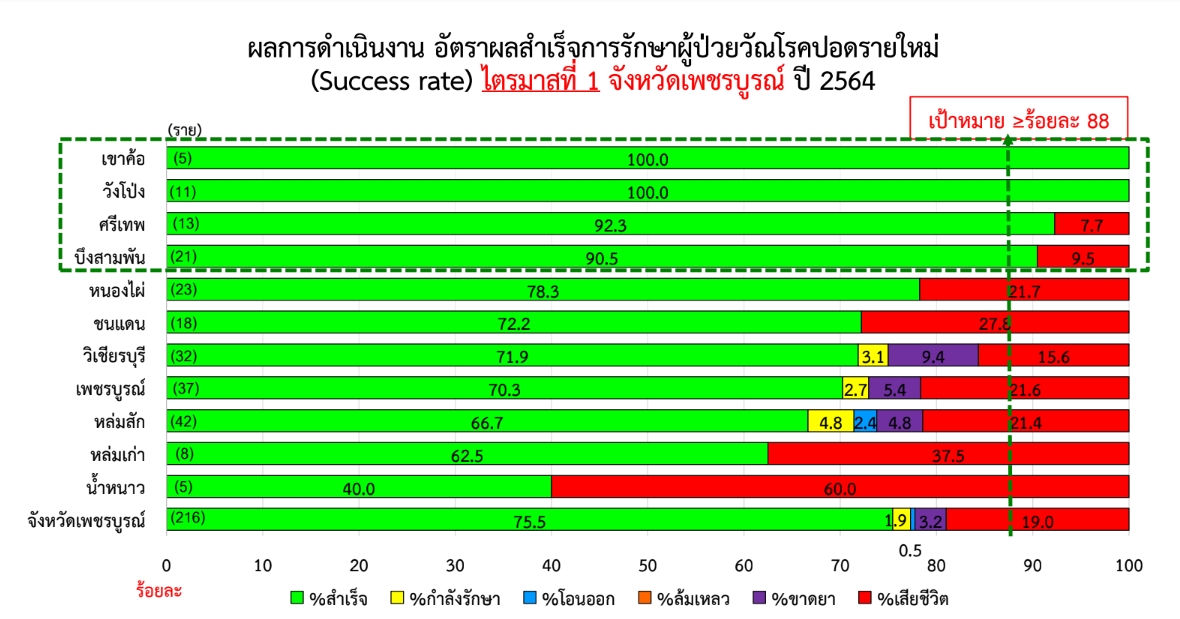 ผลการดำเนินงาน อัตราผลสำเร็จการรักษาผู้ป่วยวัณโรคปอดรายใหม่
(Success rate) ไตรมาสที่ 1 จังหวัดเพชรบูรณ์ ปี 2564
เป้าหมาย ≥ร้อยละ 88
(ราย)
เขาค้อ (5) 100.0
วังโป่ง (11) 100.0
ศรีเทพ (13) 92.3 7.7
บึงสามพัน (21) 90.5 9.5
หนองไผ่ (23) 78.3 21.7
ชนแดน (18) 72.2 27.8
วิเชียรบุรี (32) 71.9 3.1 9.4 15.6
เพชรบูรณ์ (37) 70.3 2.7 5.4 21.6
หล่มสัก (42) 66.7 4.8 2.4 4.8 21.4
หล่มเก่า (8) 62.5 37.5
น้ำหนาว (5) 40.0 60.0
จังหวัดเพชรบูรณ์ (216) 75.5 1.9 3.2 19.0
0.5
0 10 20 30 40 50 60 70 80 90 100
ร้อยละ
%สำเร็จ %กำลังรักษา %โอนออก %ล้มเหลว %ขาดยา %เสียชีวิต